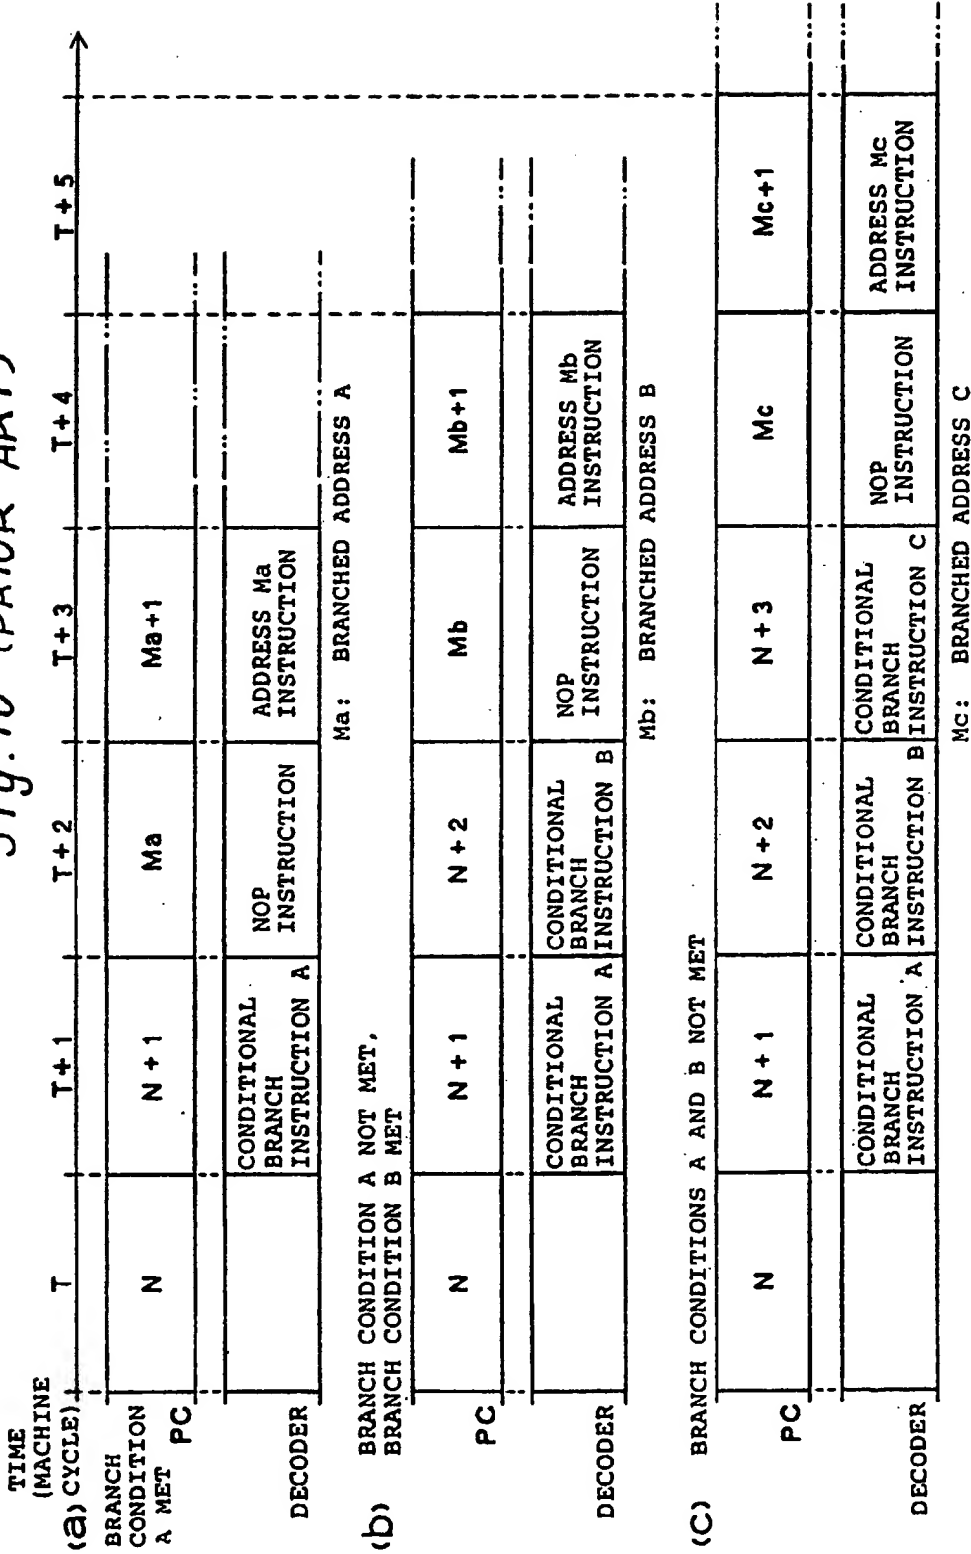 Fig. 10 (PRIOR ART)
TIME
(MACHINE
CYCLE)
T T+1 T+2 T+3 T+4 T+5
(a)
BRANCH
CONDITION
A MET
PC
N N+1 Ma Ma+1
DECODER
CONDITIONAL
BRANCH
INSTRUCTION A
NOP
INSTRUCTION
ADDRESS Ma
INSTRUCTION
Ma: BRANCHED ADDRESS A
(b)
BRANCH CONDITION A NOT MET,
BRANCH CONDITION B MET
PC
N N+1 N+2 Mb Mb+1
DECODER
CONDITIONAL
BRANCH
INSTRUCTION A
CONDITIONAL
BRANCH
INSTRUCTION B
NOP
INSTRUCTION
ADDRESS Mb
INSTRUCTION
Mb: BRANCHED ADDRESS B
(C)
BRANCH CONDITIONS A AND B NOT MET
PC
N N+1 N+2 N+3 Mc Mc+1
DECODER
CONDITIONAL
BRANCH
INSTRUCTION A
CONDITIONAL
BRANCH
INSTRUCTION B
CONDITIONAL
BRANCH
INSTRUCTION C
NOP
INSTRUCTION
ADDRESS Mc
INSTRUCTION
Mc: BRANCHED ADDRESS C